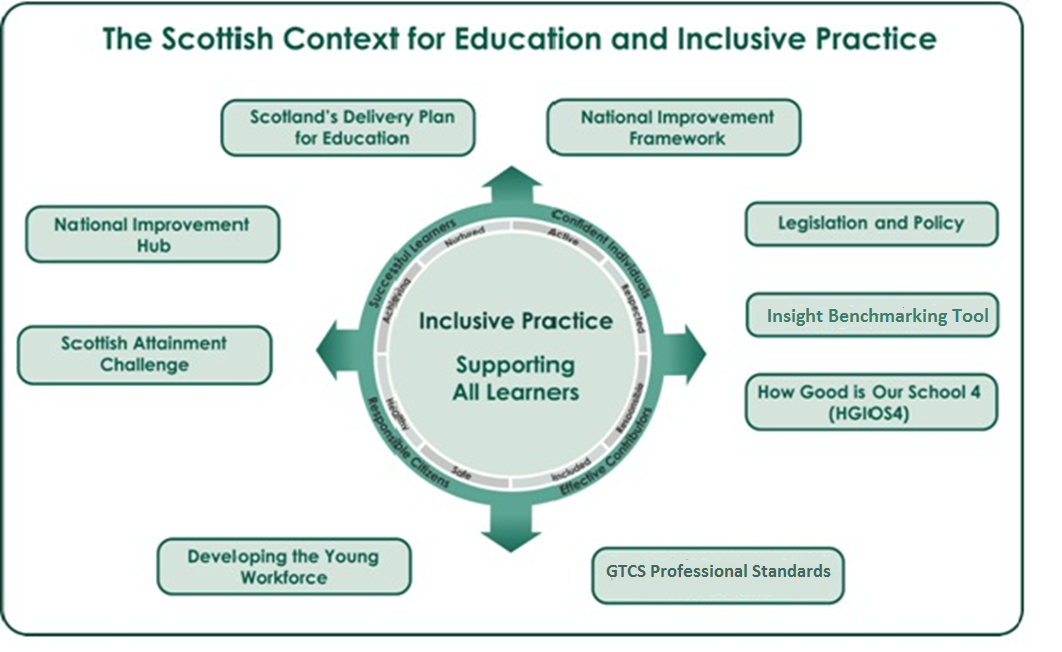 The Scottish Context for Education and Inclusive Practice
Scotland's Delivery Plan
for Education
National Improvement
Framework
National Improvement
Hub
Legislation and Policy
Scottish Attainment
Challenge
Insight Benchmarking Tool
How Good is Our School 4
(HGIOS4)
Successful Learners
Confident Individuals
Nurtured
Active
Achieving
Respected
Inclusive Practice
Supporting
All Learners
Healthy
Responsible
Safe
Included
Responsible Citizens
Effective Contributors
Developing the Young
Workforce
GTCS Professional Standards